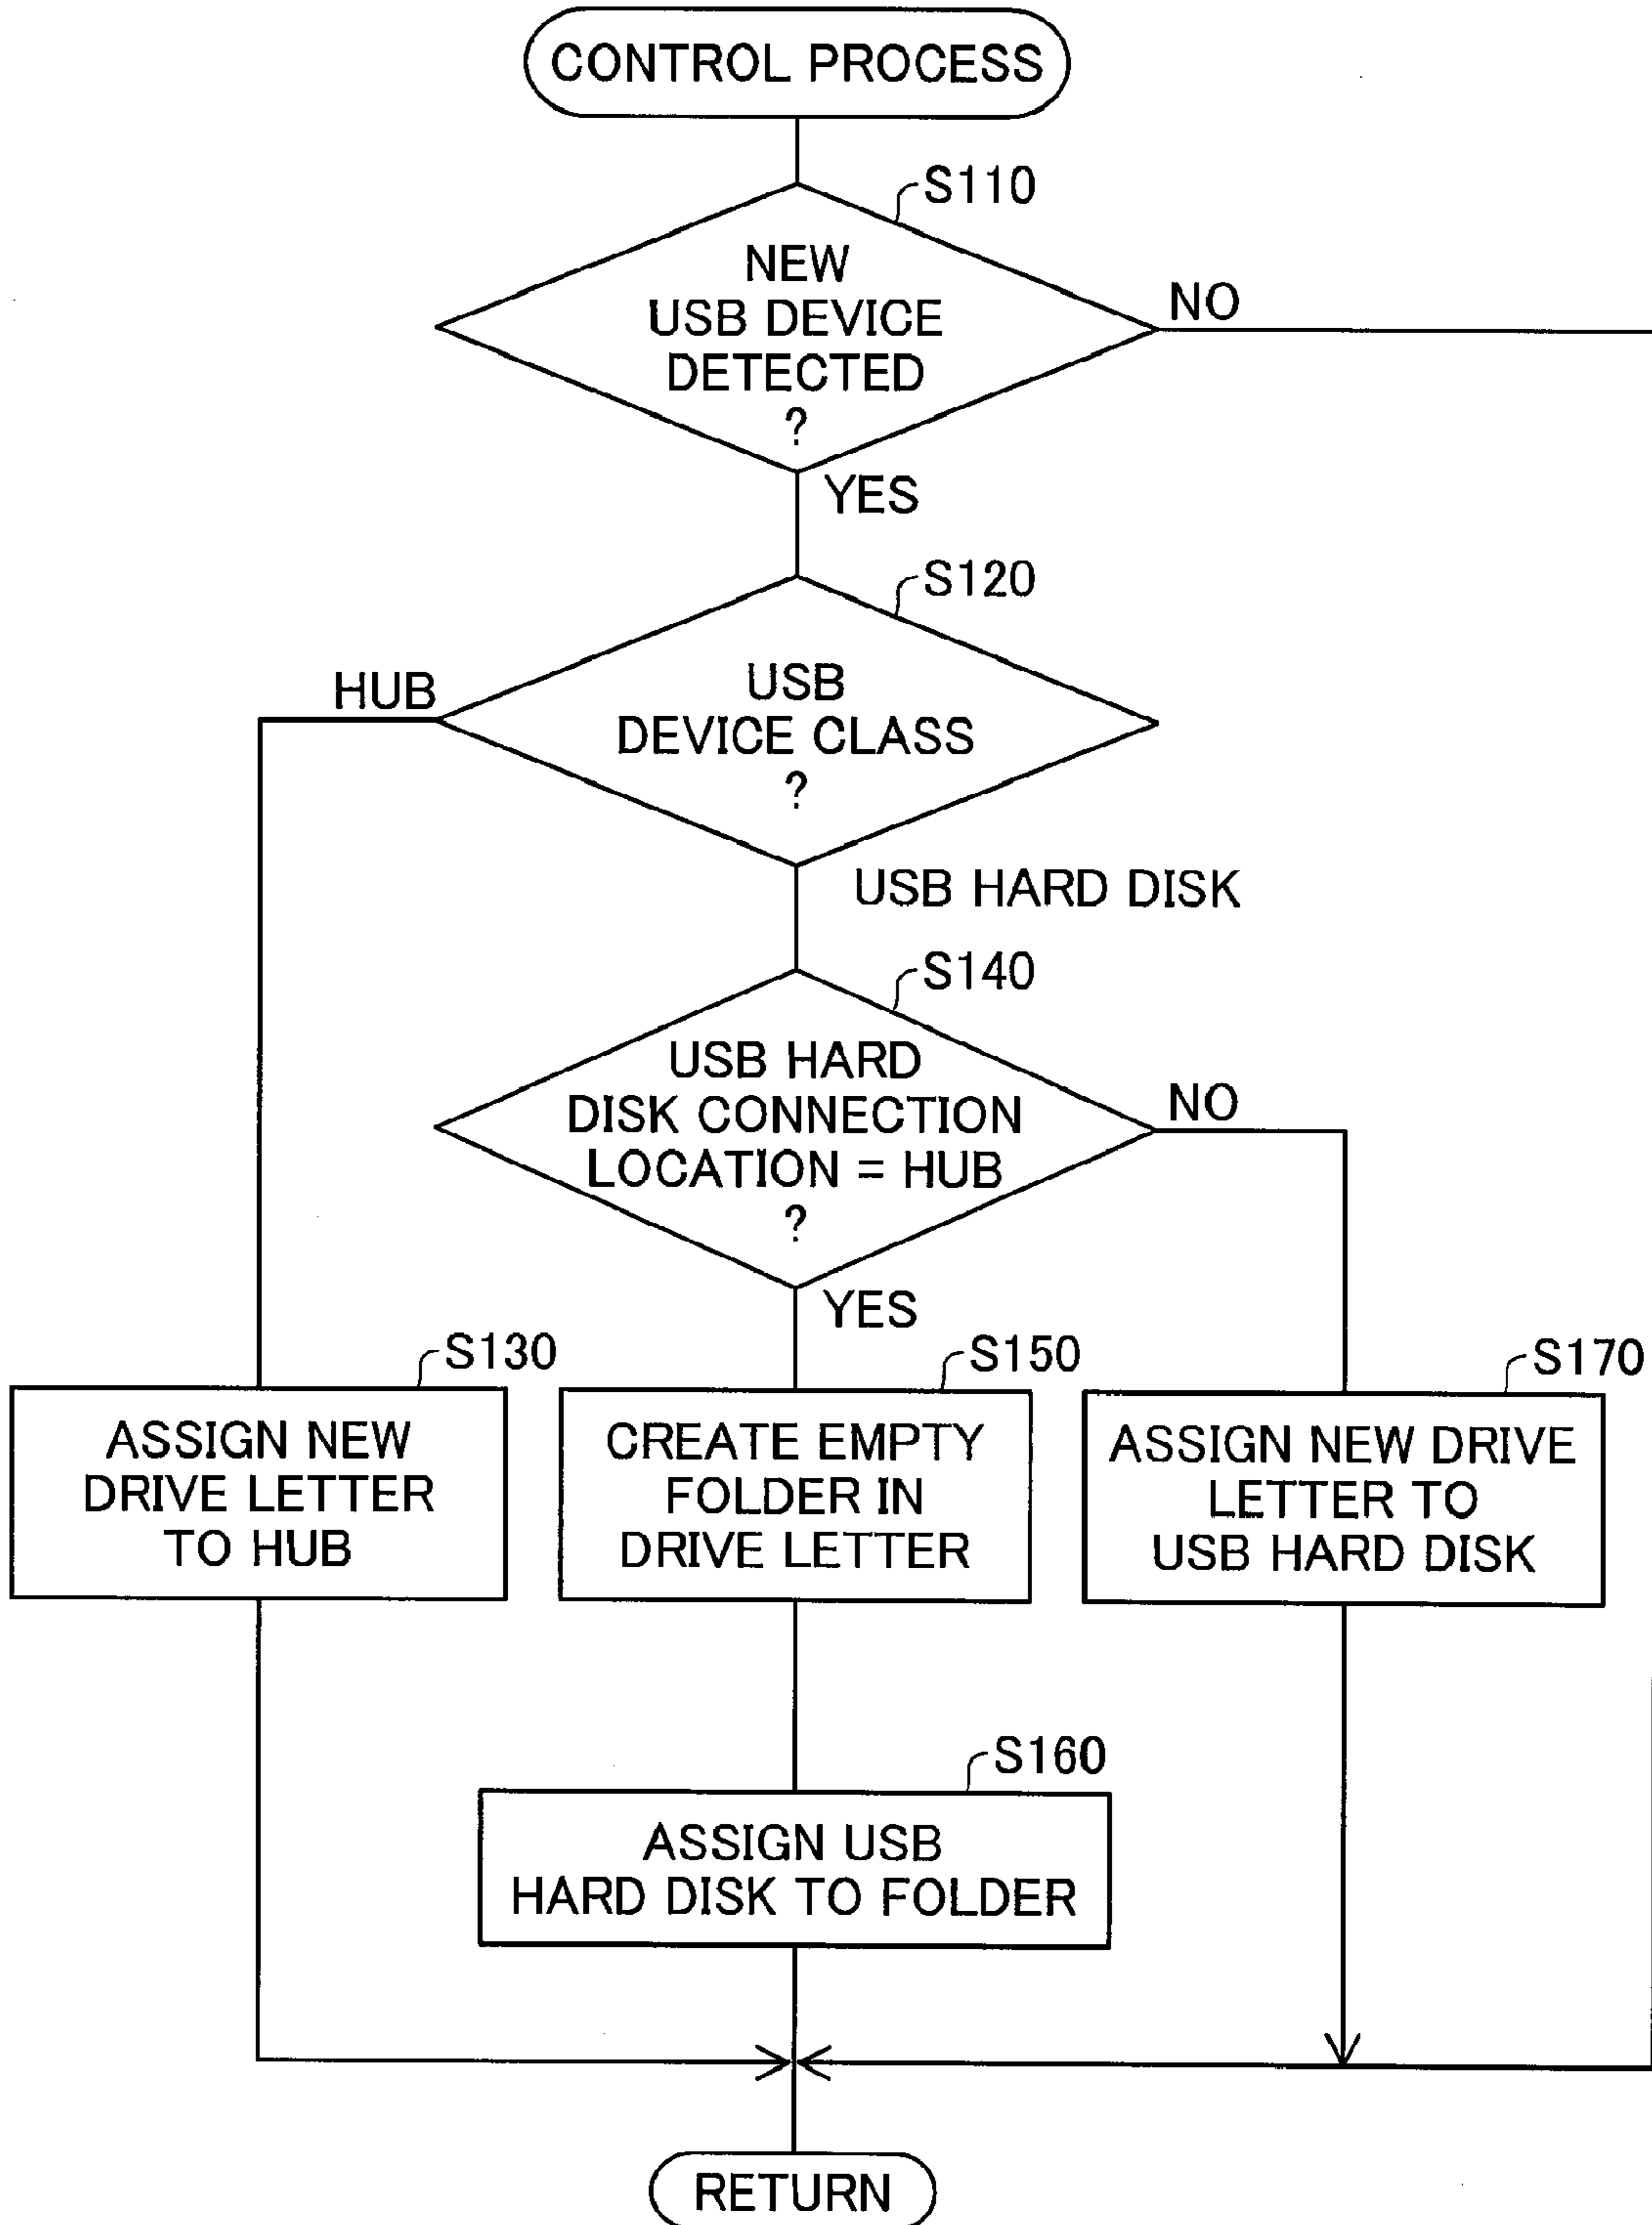 CONTROL PROCESS
S110
NEW
USB DEVICE
DETECTED
?
NO
YES
S120
HUB
USB
DEVICE CLASS
?
USB HARD DISK
S140
USB HARD
DISK CONNECTION
LOCATION = HUB
?
NO
YES
S130
ASSIGN NEW
DRIVE LETTER
TO HUB
S150
CREATE EMPTY
FOLDER IN
DRIVE LETTER
S170
ASSIGN NEW DRIVE
LETTER TO
USB HARD DISK
S160
ASSIGN USB
HARD DISK TO FOLDER
RETURN